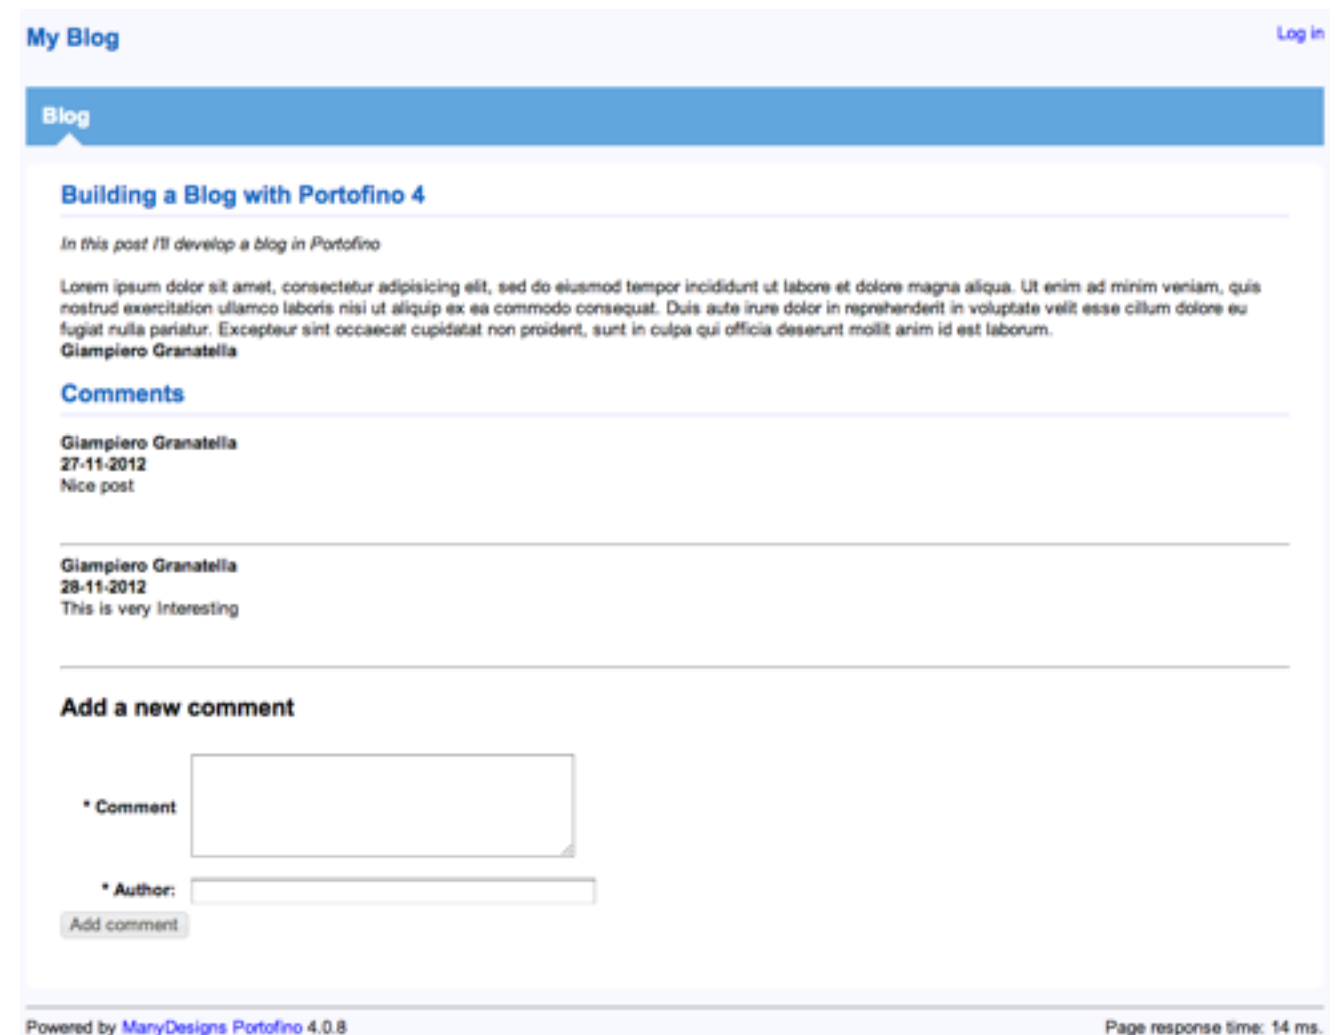 My Blog
Log in
Blog
Building a Blog with Portofino 4
In this post I'll develop a blog in Portofino
Lorem ipsum dolor sit amet, consectetur adipisicing elit, sed do eiusmod tempor incididunt ut labore et dolore magna aliqua. Ut enim ad minim veniam, quis
nostrud exercitation ullamco laboris nisi ut aliquip ex ea commodo consequat. Duis aute irure dolor in reprehenderit in voluptate velit esse cillum dolore eu
fugiat nulla pariatur. Excepteur sint occaecat cupidatat non proident, sunt in culpa qui officia deserunt mollit anim id est laborum.
Giampiero Granatella
Comments
Giampiero Granatella
27-11-2012
Nice post
Giampiero Granatella
28-11-2012
This is very Interesting
Add a new comment
* Comment
* Author:
Add comment
Powered by ManyDesigns Portofino 4.0.8
Page response time: 14 ms.